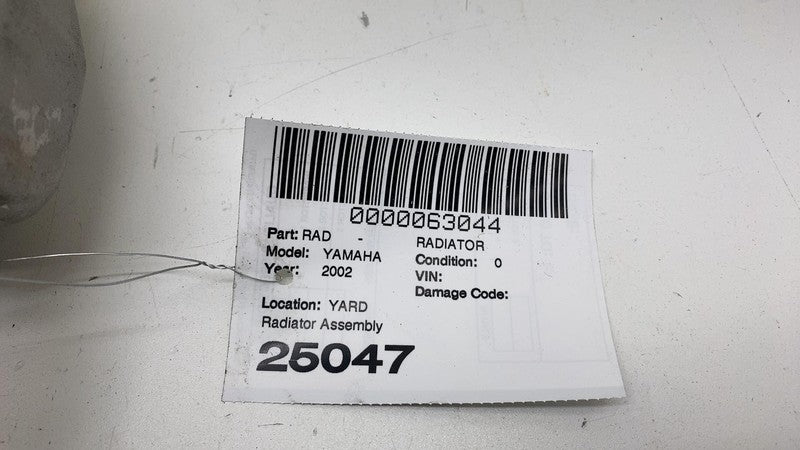 0000063044
Part: RAD - RADIATOR
Model: YAMAHA Condition: 0
Year: 2002 VIN:
Damage Code:
Location: YARD
Radiator Assembly
25047